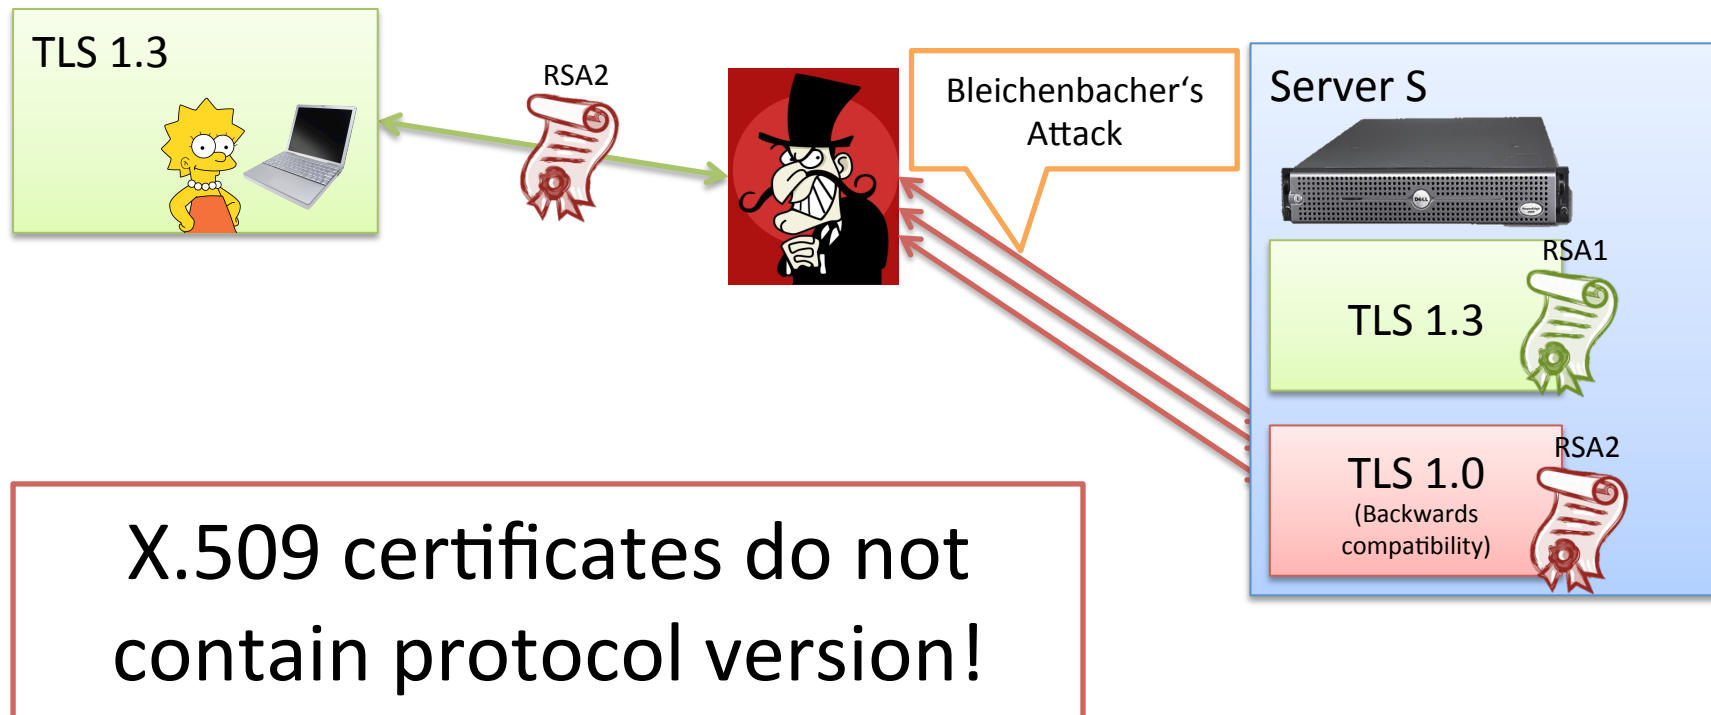 TLS 1.3
RSA2
Bleichenbacher‘s
Attack
Server S
DELL
RSA1
TLS 1.3
RSA2
TLS 1.0
(Backwards
compatibility)
X.509 certificates do not
contain protocol version!